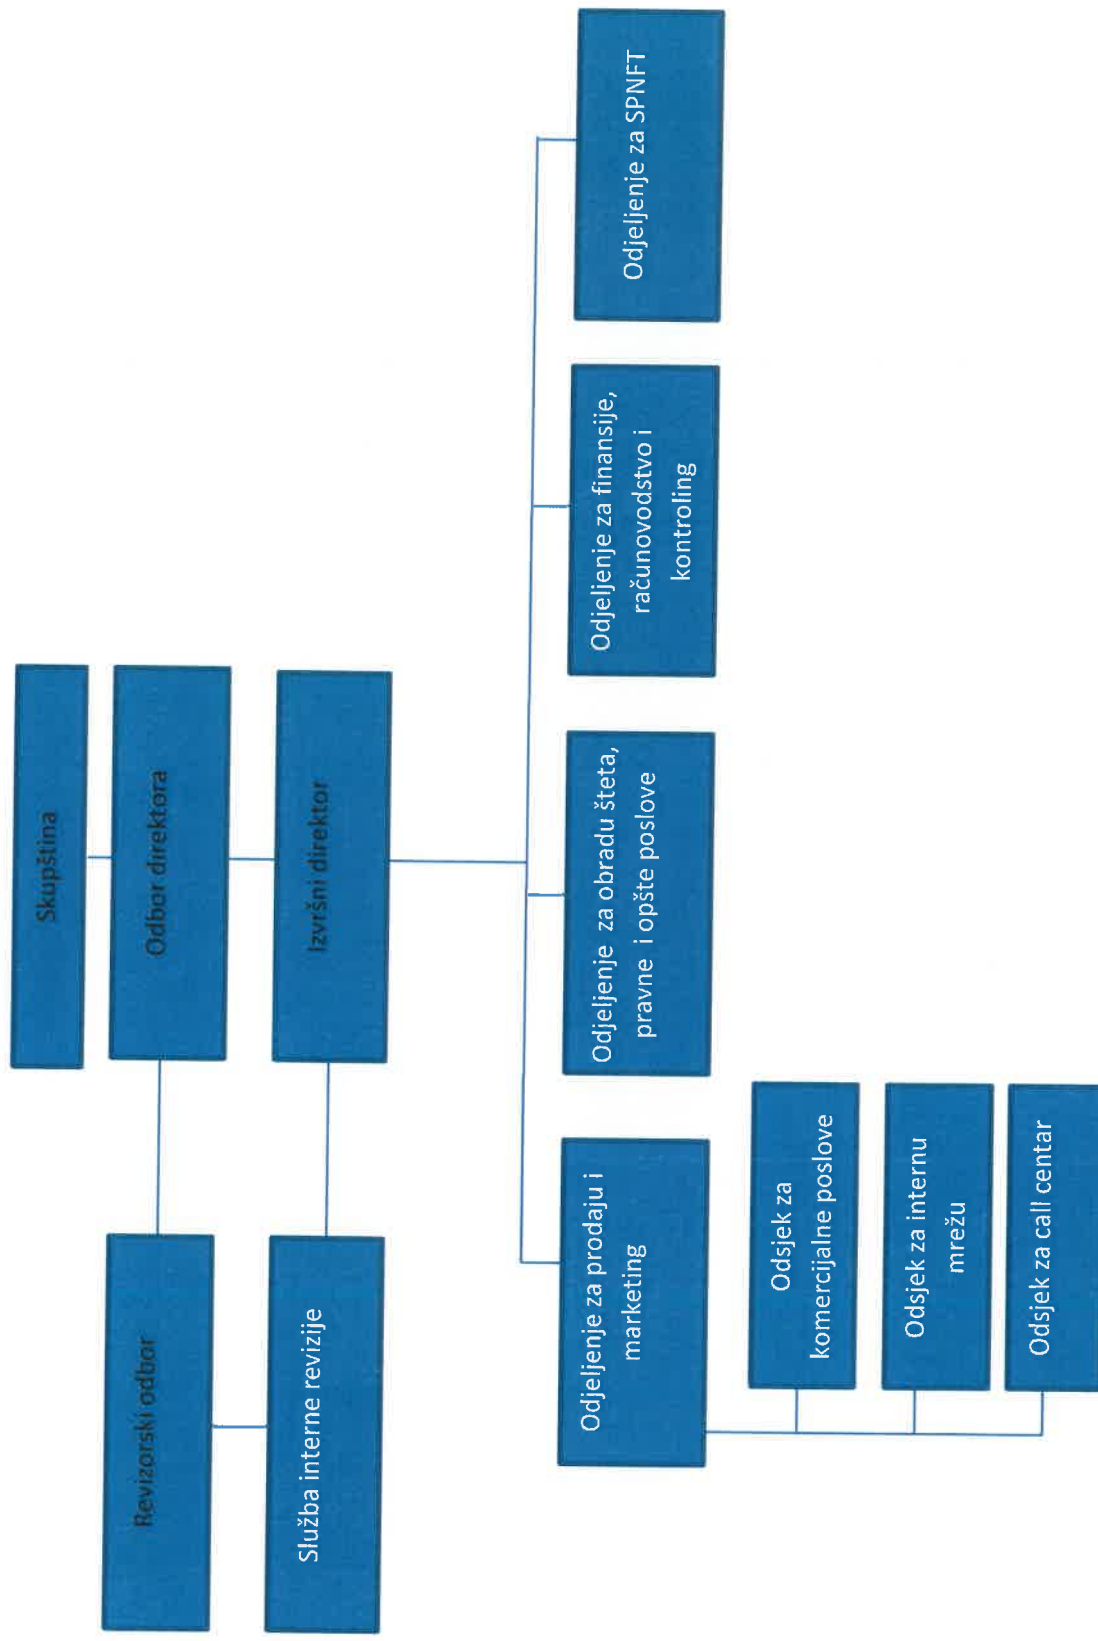 Skupština
Odbor direktora
Revizorski odbor
Izvršni direktor
Služba interne revizije
Odjeljenje za prodaju i
marketing
Odjeljenje za obradu šteta,
pravne i opšte poslove
Odjeljenje za finansije,
računovodstvo i
kontroling
Odjeljenje za SPNFT
Odsjek za
komercijalne poslove
Odsjek za internu
mrežu
Odsjek za call centar